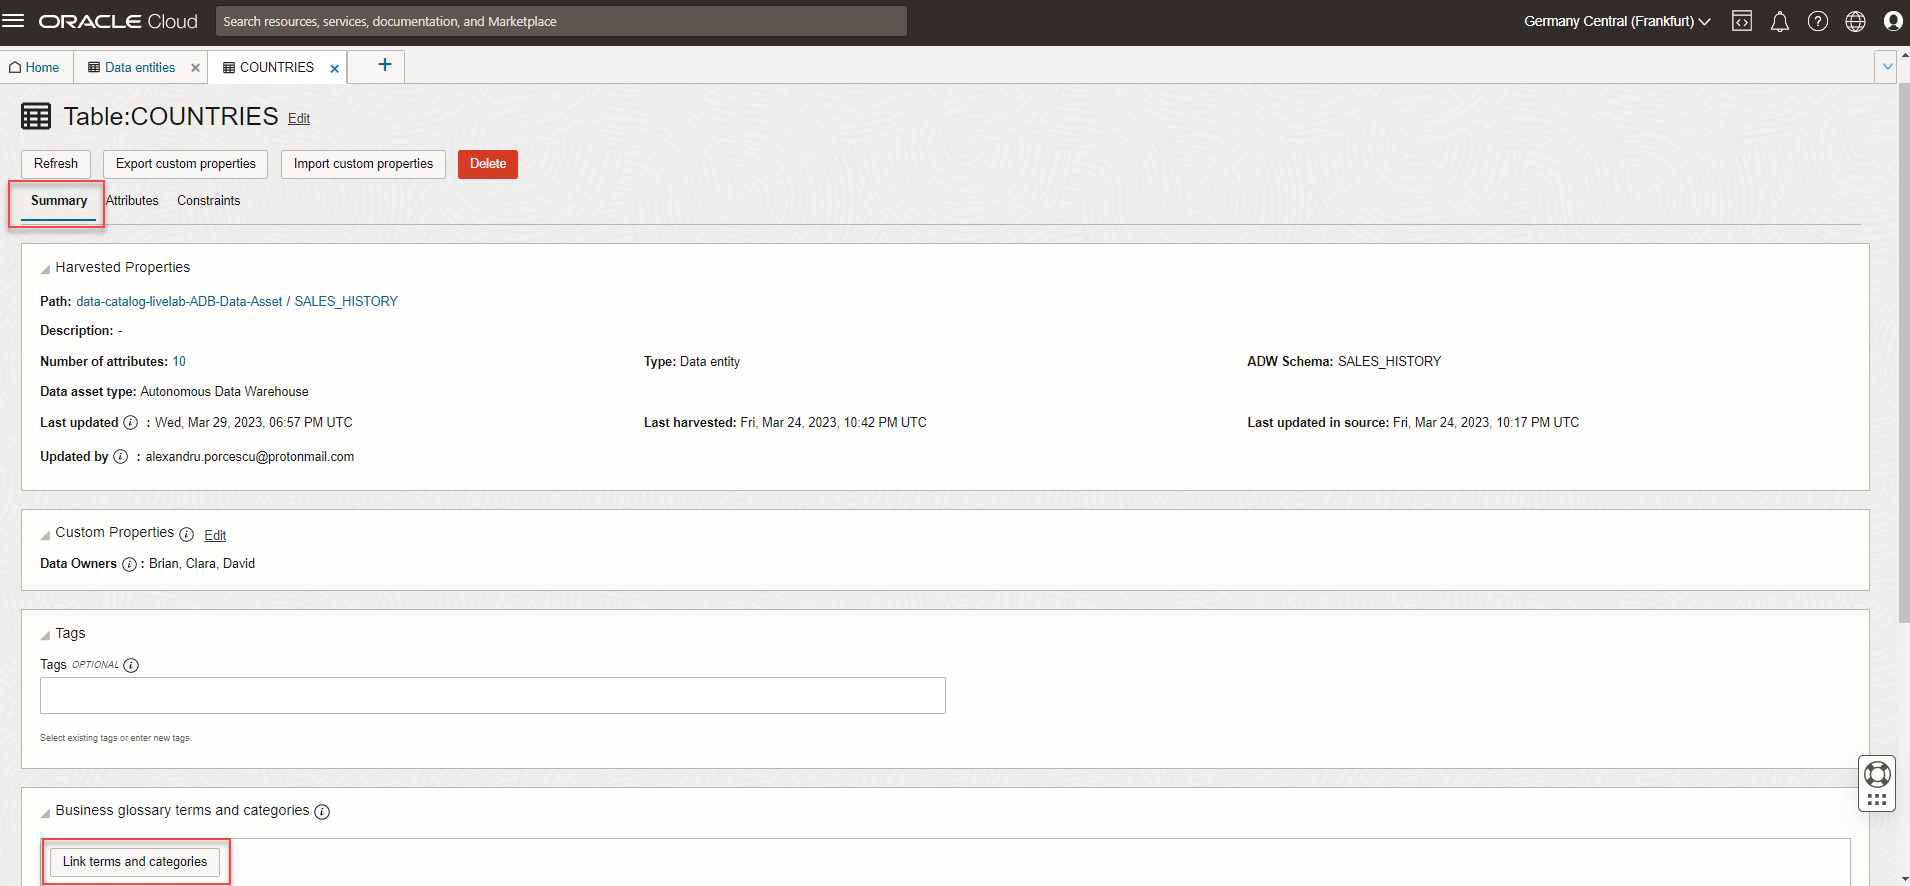 ORACLE Cloud Search resources, services, documentation, and Marketplace Germany Central (Frankfurt)
Home Data entities COUNTRIES
Table:COUNTRIES Edit
Refresh Export custom properties Import custom properties Delete
Summary Attributes Constraints
Harvested Properties
Path: data-catalog-livelab-ADB-Data-Asset / SALES_HISTORY
Description: -
Number of attributes: 10 Type: Data entity ADW Schema: SALES_HISTORY
Data asset type: Autonomous Data Warehouse
Last updated : Wed, Mar 29, 2023, 06:57 PM UTC Last harvested: Fri, Mar 24, 2023, 10:42 PM UTC Last updated in source: Fri, Mar 24, 2023, 10:17 PM UTC
Updated by : alexandru.porcescu@protonmail.com
Custom Properties Edit
Data Owners : Brian, Clara, David
Tags
Tags OPTIONAL
Select existing tags or enter new tags.
Business glossary terms and categories
Link terms and categories